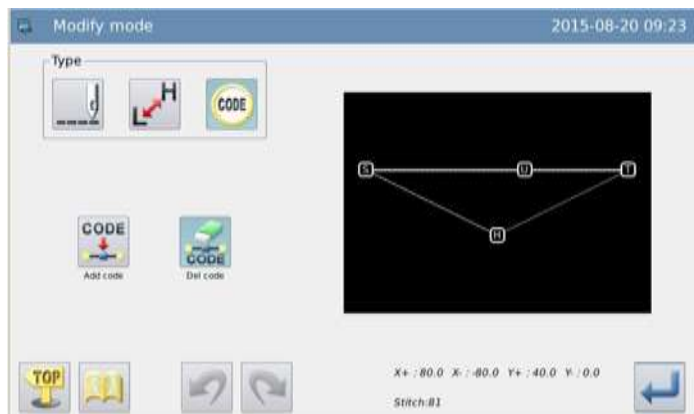 Modify mode 2015-08-20 09:23
Type
L H CODE
S U T
H
CODE CODE
Add code Del code
TOP
X+ : 80.0 X- : -80.0 Y+ : 40.0 Y- : 0.0
Stitch:81